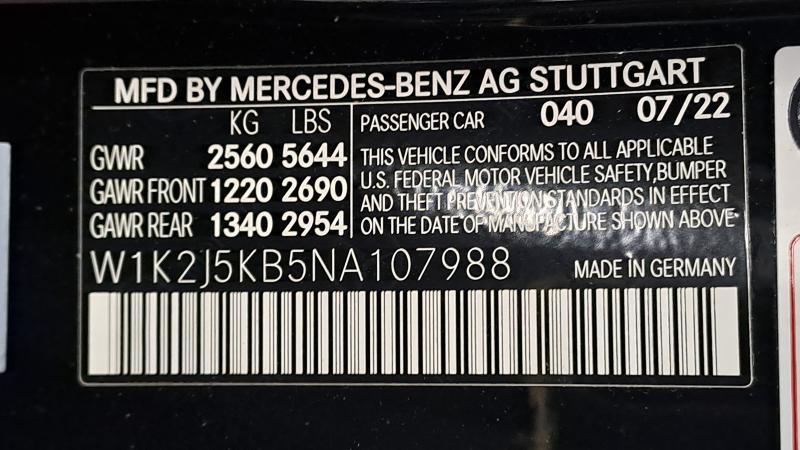 MFD BY MERCEDES-BENZ AG STUTTGART
KG LBS
GWR 2560 5644
GAWR FRONT 1220 2690
GAWR REAR 1340 2954
PASSENGER CAR 040 07/22
THIS VEHICLE CONFORMS TO ALL APPLICABLE
U.S. FEDERAL MOTOR VEHICLE SAFETY,BUMPER
AND THEFT PREVENTION STANDARDS IN EFFECT
ON THE DATE OF MANUFACTURE SHOWN ABOVE
W1K2J5KB5NA107988
MADE IN GERMANY